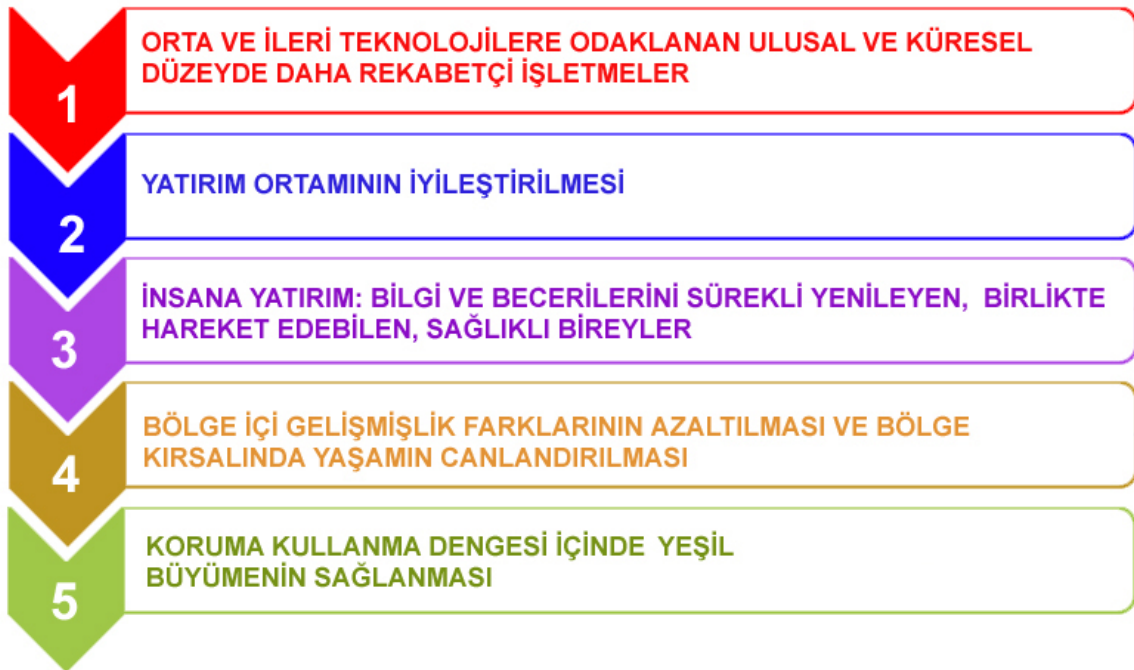 1
ORTA VE İLERİ TEKNOLOJİLERE ODAKLANAN ULUSAL VE KÜRESEL
DÜZEYDE DAHA REKABETÇİ İŞLETMELER
2
YATIRIM ORTAMININ İYİLEŞTİRİLMESİ
3
İNSANA YATIRIM: BİLGİ VE BECERİLERİNİ SÜREKLİ YENİLEYEN, BİRLİKTE
HAREKET EDEBİLEN, SAĞLIKLI BİREYLER
4
BÖLGE İÇİ GELİŞMİŞLİK FARKLARININ AZALTILMASI VE BÖLGE
KIRSALINDA YAŞAMIN CANLANDIRILMASI
5
KORUMA KULLANMA DENGESİ İÇİNDE YEŞİL
BÜYÜMENİN SAĞLANMASI